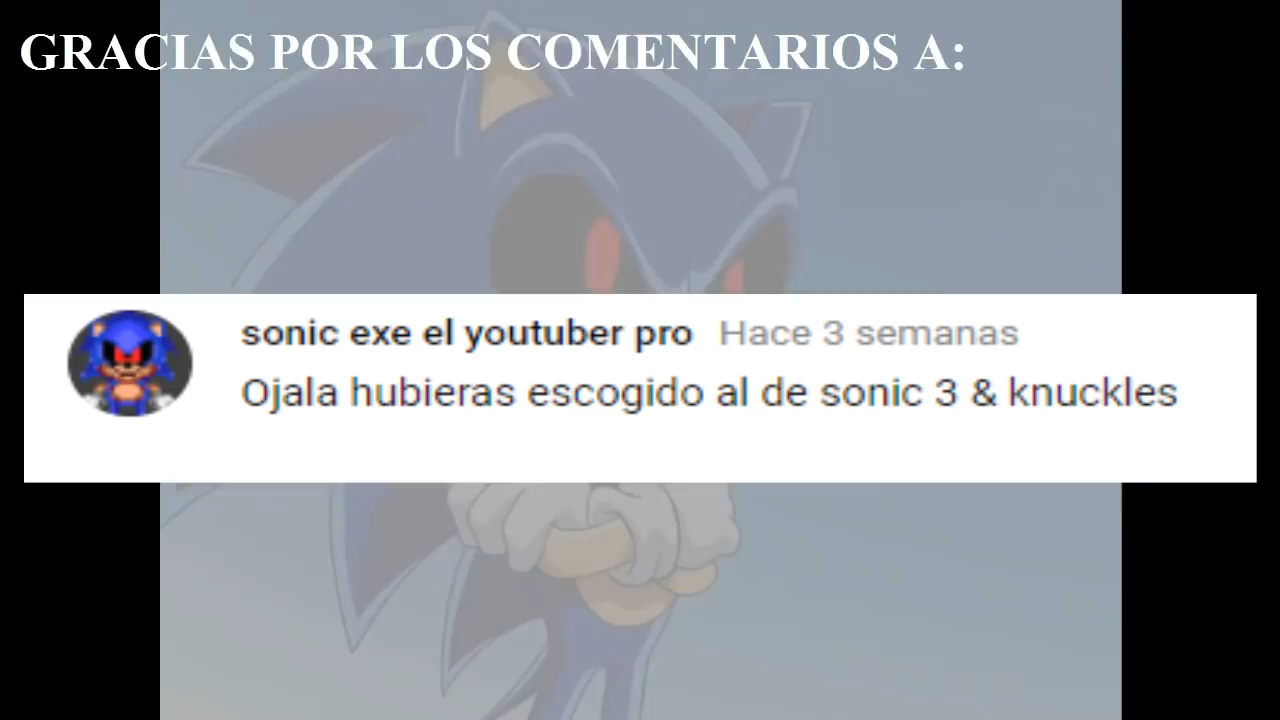 GRACIAS POR LOS COMENTARIOS A:
sonic exe el youtuber pro Hace 3 semanas
Ojala hubieras escogido al de sonic 3 & knuckles